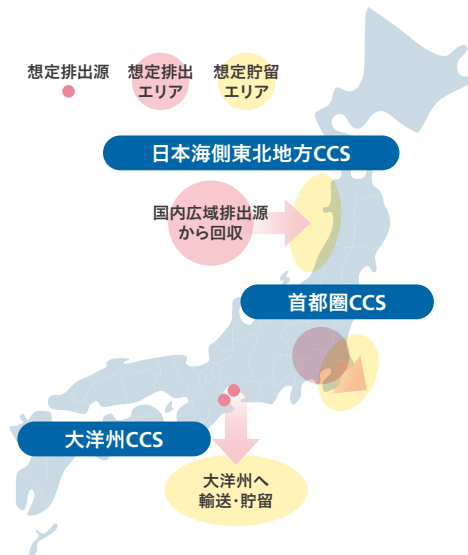 想定排出源
想定排出
エリア
想定貯留
エリア
日本海側東北地方CCS
国内広域排出源
から回収
首都圏CCS
大洋州CCS
大洋州へ
輸送・貯留